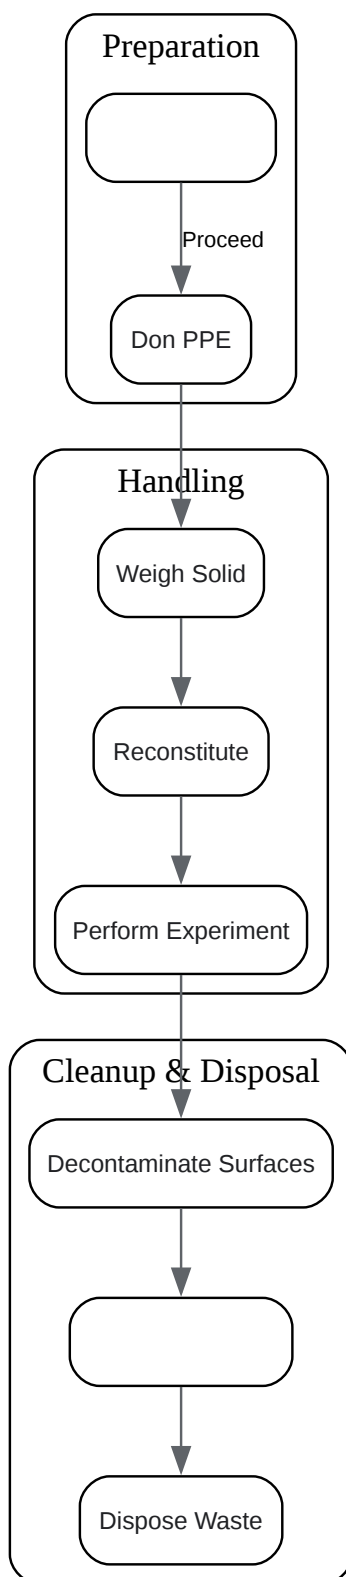 Preparation
Proceed
Don PPE
Handling
Weigh Solid
Reconstitute
Perform Experiment
Cleanup & Disposal
Decontaminate Surfaces
Dispose Waste